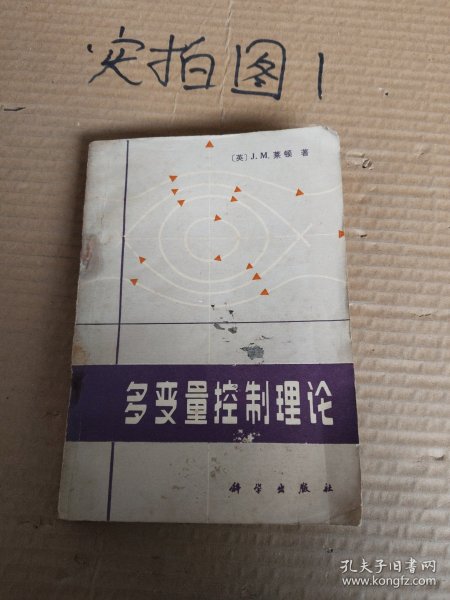 实拍图1
〔英〕J.M.莱顿 著
多变量控制理论
科学出版社
孔夫子旧书网
www.kongfz.com